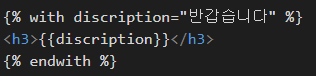 {% with discription="반갑습니다" %}
<h3>{{discription}}</h3>
{% endwith %}